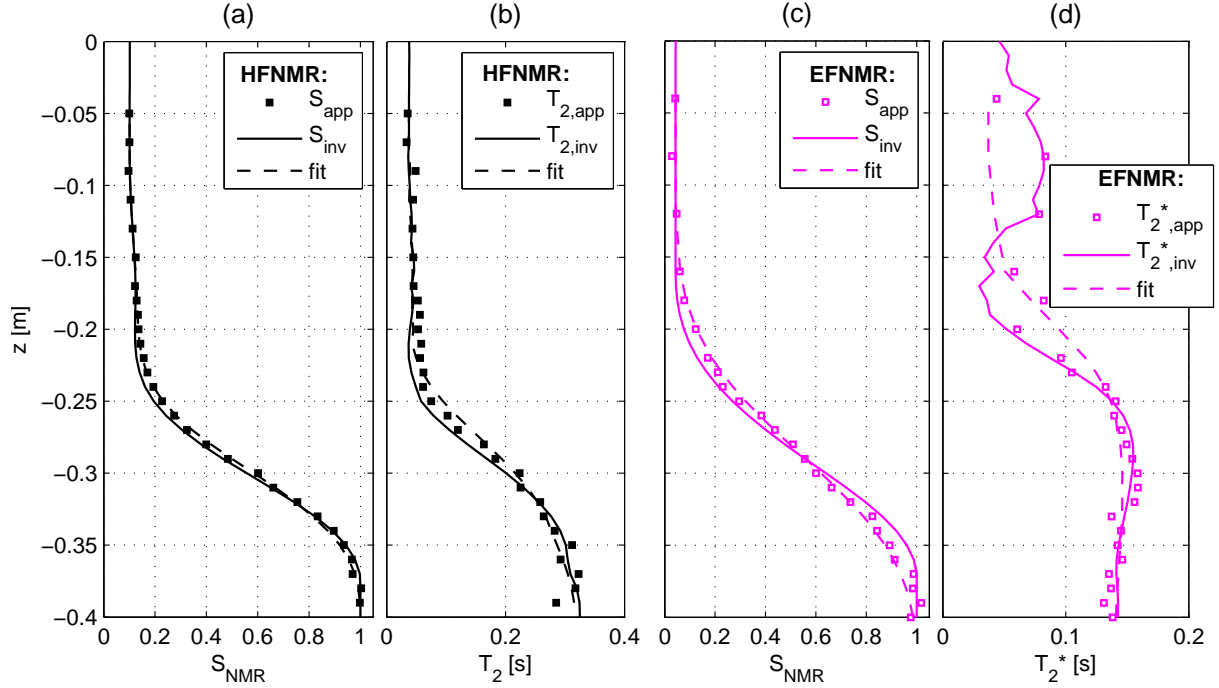 (a) (b) (c) (d)
HFNMR:
S_app
S_inv
fit
HFNMR:
T_2,app
T_2,inv
fit
EFNMR:
S_app
S_inv
fit
EFNMR:
T_2^*,app
T_2^*,inv
fit
0
−0.05
−0.1
−0.15
−0.2
−0.25
−0.3
−0.35
−0.4
z [m]
0 0.2 0.4 0.6 0.8 1
S_NMR
0.2 0.4
T_2 [s]
0 0.2 0.4 0.6 0.8 1
S_NMR
0 0.1 0.2
T_2^* [s]